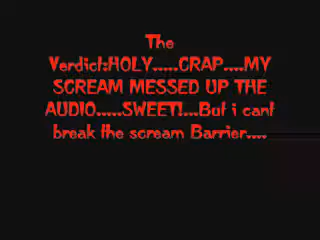 The
Verdict:HOLY.....CRAP....MY
SCREAM MESSED UP THE
AUDIO.....SWEET!...But i cant
break the scream Barrier....